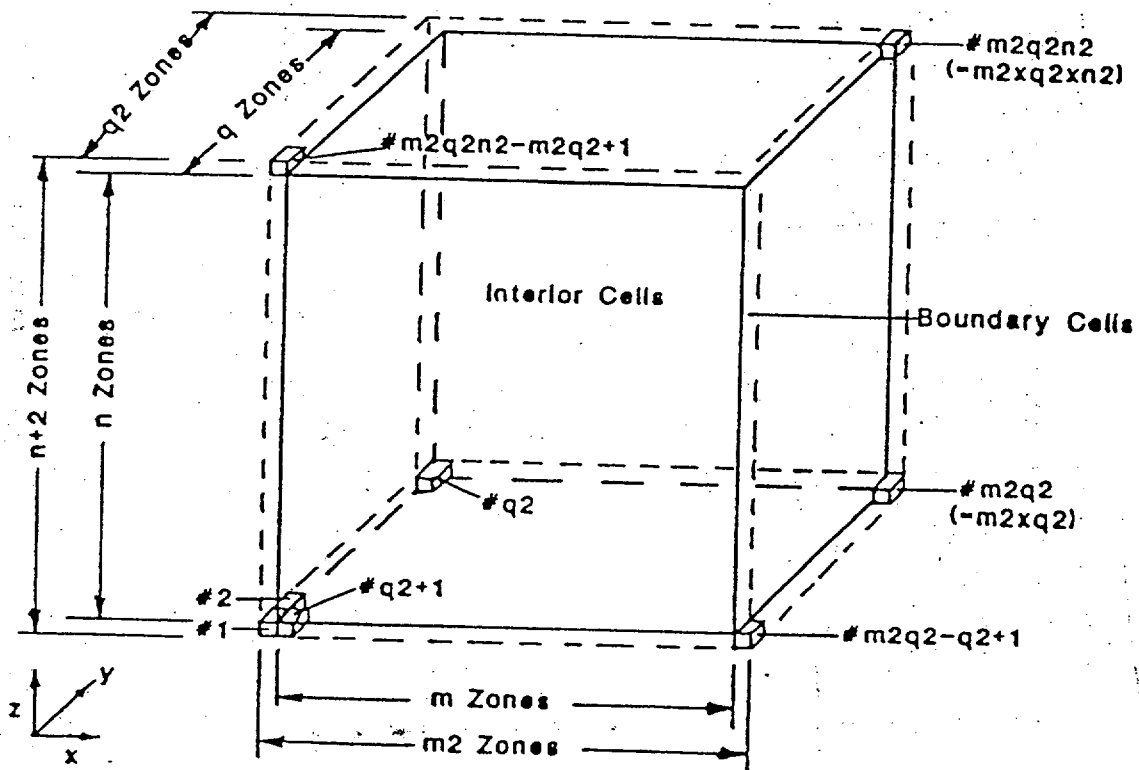 q2 Zones
q Zones
#m2q2n2
(-m2xq2xn2)
#m2q2n2-m2q2+1
n+2 Zones
n Zones
Interior Cells
Boundary Cells
#q2
#m2q2
(-m2xq2)
#2
#q2+1
#1
#m2q2-q2+1
z
y
x
m Zones
m2 Zones